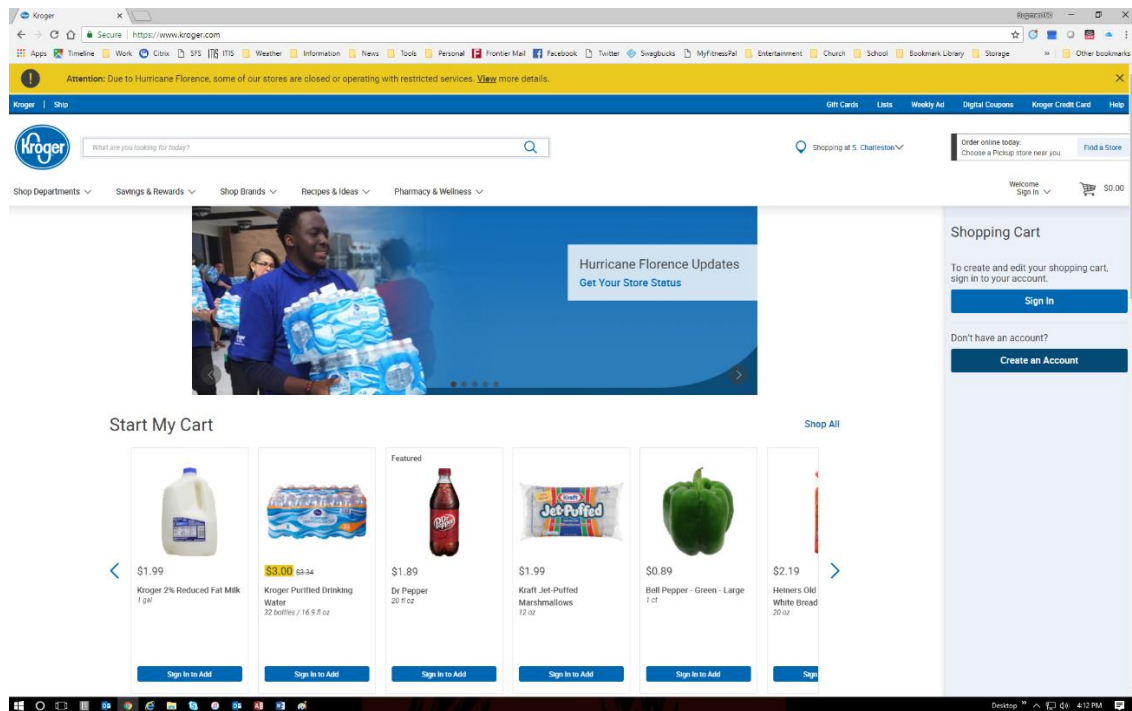 Kroger
Secure | https://www.kroger.com
Apps Timeline Work Citrix SFS ITIS Weather Information News Tools Personal Frontier Mail Facebook Twitter Swagbucks MyFitnessPal Entertainment Church School Bookmark Library Storage » Other bookmarks
Attention: Due to Hurricane Florence, some of our stores are closed or operating with restricted services. View more details.
Kroger | Ship Gift Cards Lists Weekly Ad Digital Coupons Kroger Credit Card Help
Kroger What are you looking for today? Shopping at S. Charleston
Order online today.
Choose a Pickup store near you.
Find a Store
Shop Departments Savings & Rewards Shop Brands Recipes & Ideas Pharmacy & Wellness
Welcome
Sign In
$0.00
Hurricane Florence Updates
Get Your Store Status
Shopping Cart
To create and edit your shopping cart,
sign in to your account.
Sign In
Don't have an account?
Create an Account
Start My Cart
Shop All
$1.99
Kroger 2% Reduced Fat Milk
1 gal
Sign In to Add
$3.00 $3.34
Kroger Purified Drinking
Water
32 bottles / 16.9 fl oz
Sign In to Add
Featured
Dr Pepper
$1.89
Dr Pepper
20 fl oz
Sign In to Add
Kraft
Jet-Puffed
$1.99
Kraft Jet-Puffed
Marshmallows
12 oz
Sign In to Add
$0.89
Bell Pepper - Green - Large
1 ct
Sign In to Add
$2.19
Heiners Old
White Bread
20 oz
Sign
Desktop » 4:12 PM